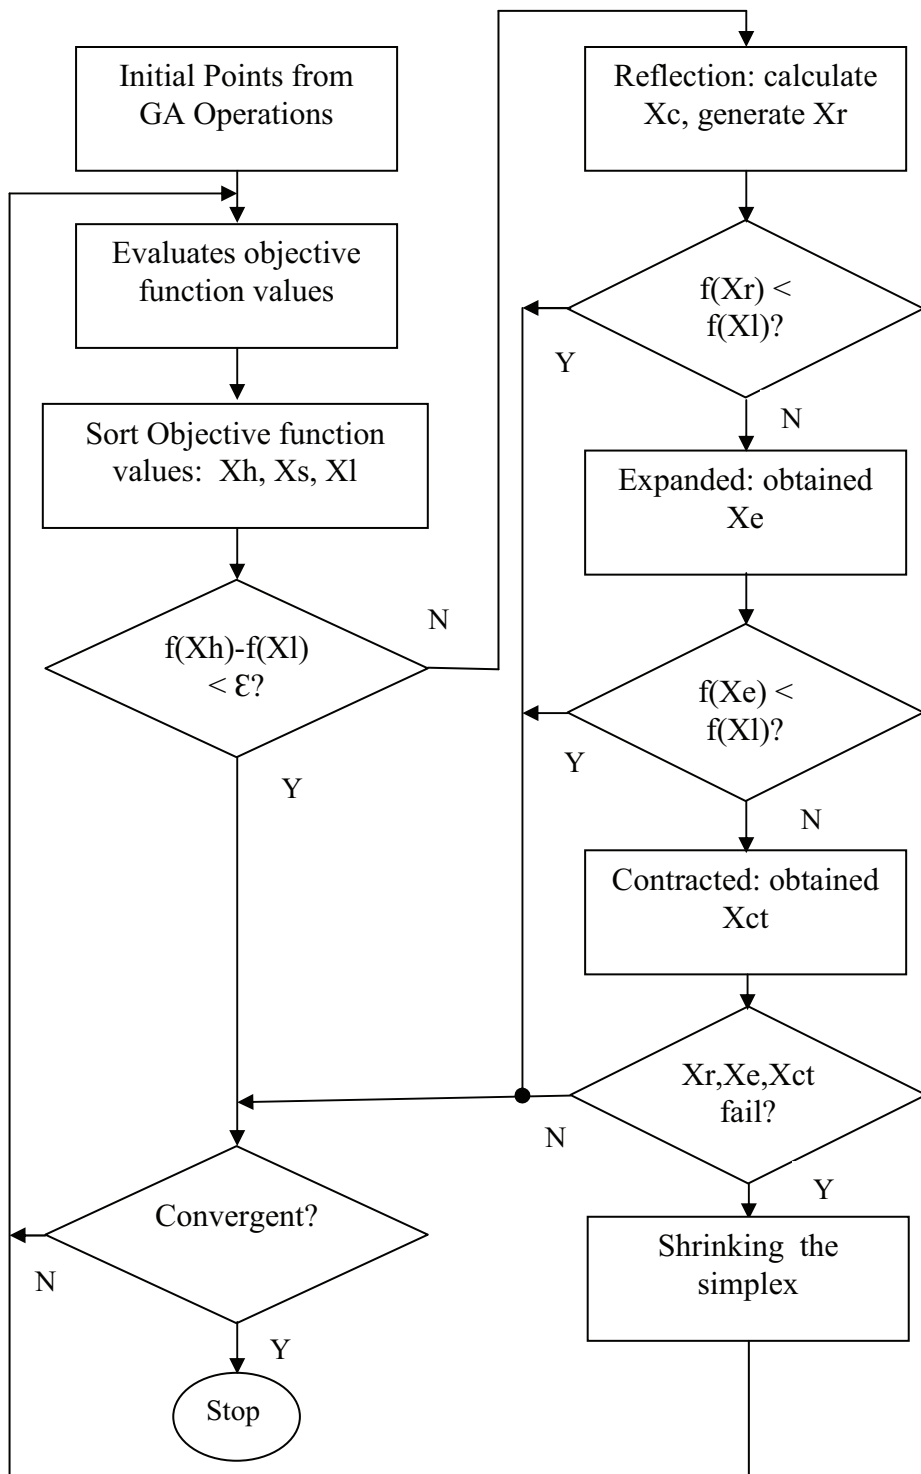 Initial Points from
GA Operations
Evaluates objective
function values
Sort Objective function
values:  Xh, Xs, Xl
f(Xh)-f(Xl)
< Ɛ?
N
Y
Convergent?
N
Y
Stop
Reflection: calculate
Xc, generate Xr
f(Xr) <
f(Xl)?
Y
N
Expanded: obtained
Xe
f(Xe) <
f(Xl)?
Y
N
Contracted: obtained
Xct
Xr,Xe,Xct
fail?
N
Y
Shrinking  the
simplex